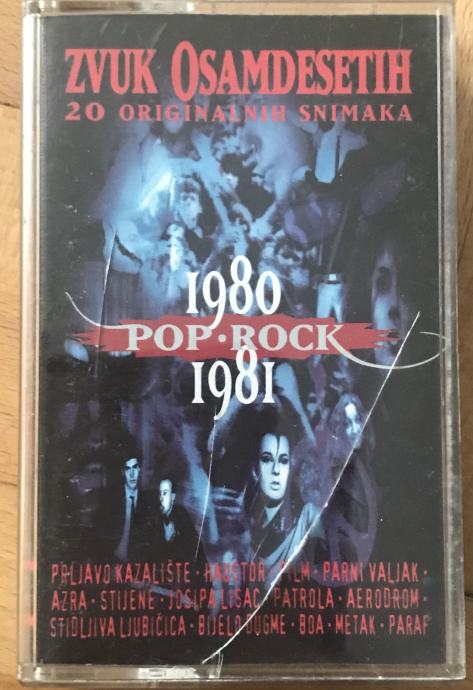 ZVUK OSAMDESETIH
20 ORIGINALNIH SNIMAKA
1980
POP·ROCK
1981
PRLJAVO KAZALIŠTE · HAUSTOR · FILM · PARNI VALJAK ·
AZRA · STIJENE · JOSIPA LISAC · PATROLA · AERODROM ·
STIDLJIVA LJUBIČICA · BIJELO DUGME · BOA · METAK · PARAF